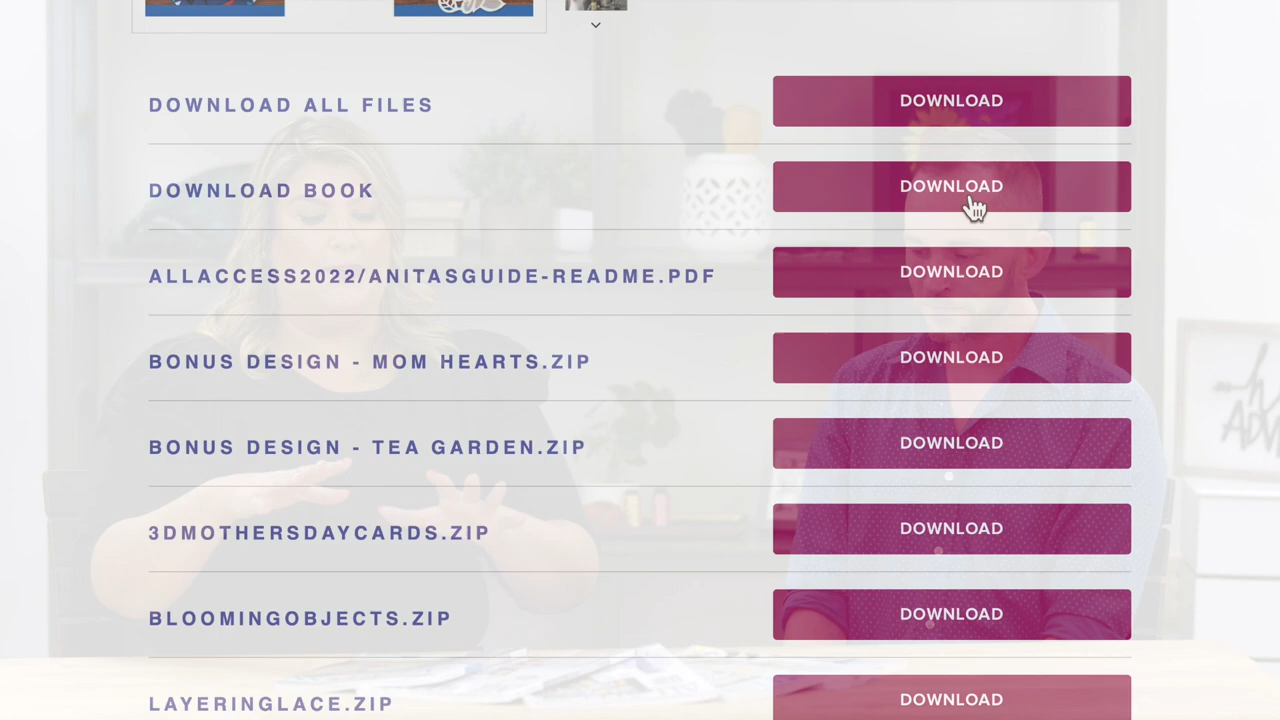 DOWNLOAD ALL FILES DOWNLOAD
DOWNLOAD BOOK DOWNLOAD
ALLACCESS2022/ANITASGUIDE-README.PDF DOWNLOAD
BONUS DESIGN - MOM HEARTS.ZIP DOWNLOAD
BONUS DESIGN - TEA GARDEN.ZIP DOWNLOAD
3DMOTHERSDAYCARDS.ZIP DOWNLOAD
BLOOMINGOBJECTS.ZIP DOWNLOAD
LAYERINGLACE.ZIP DOWNLOAD